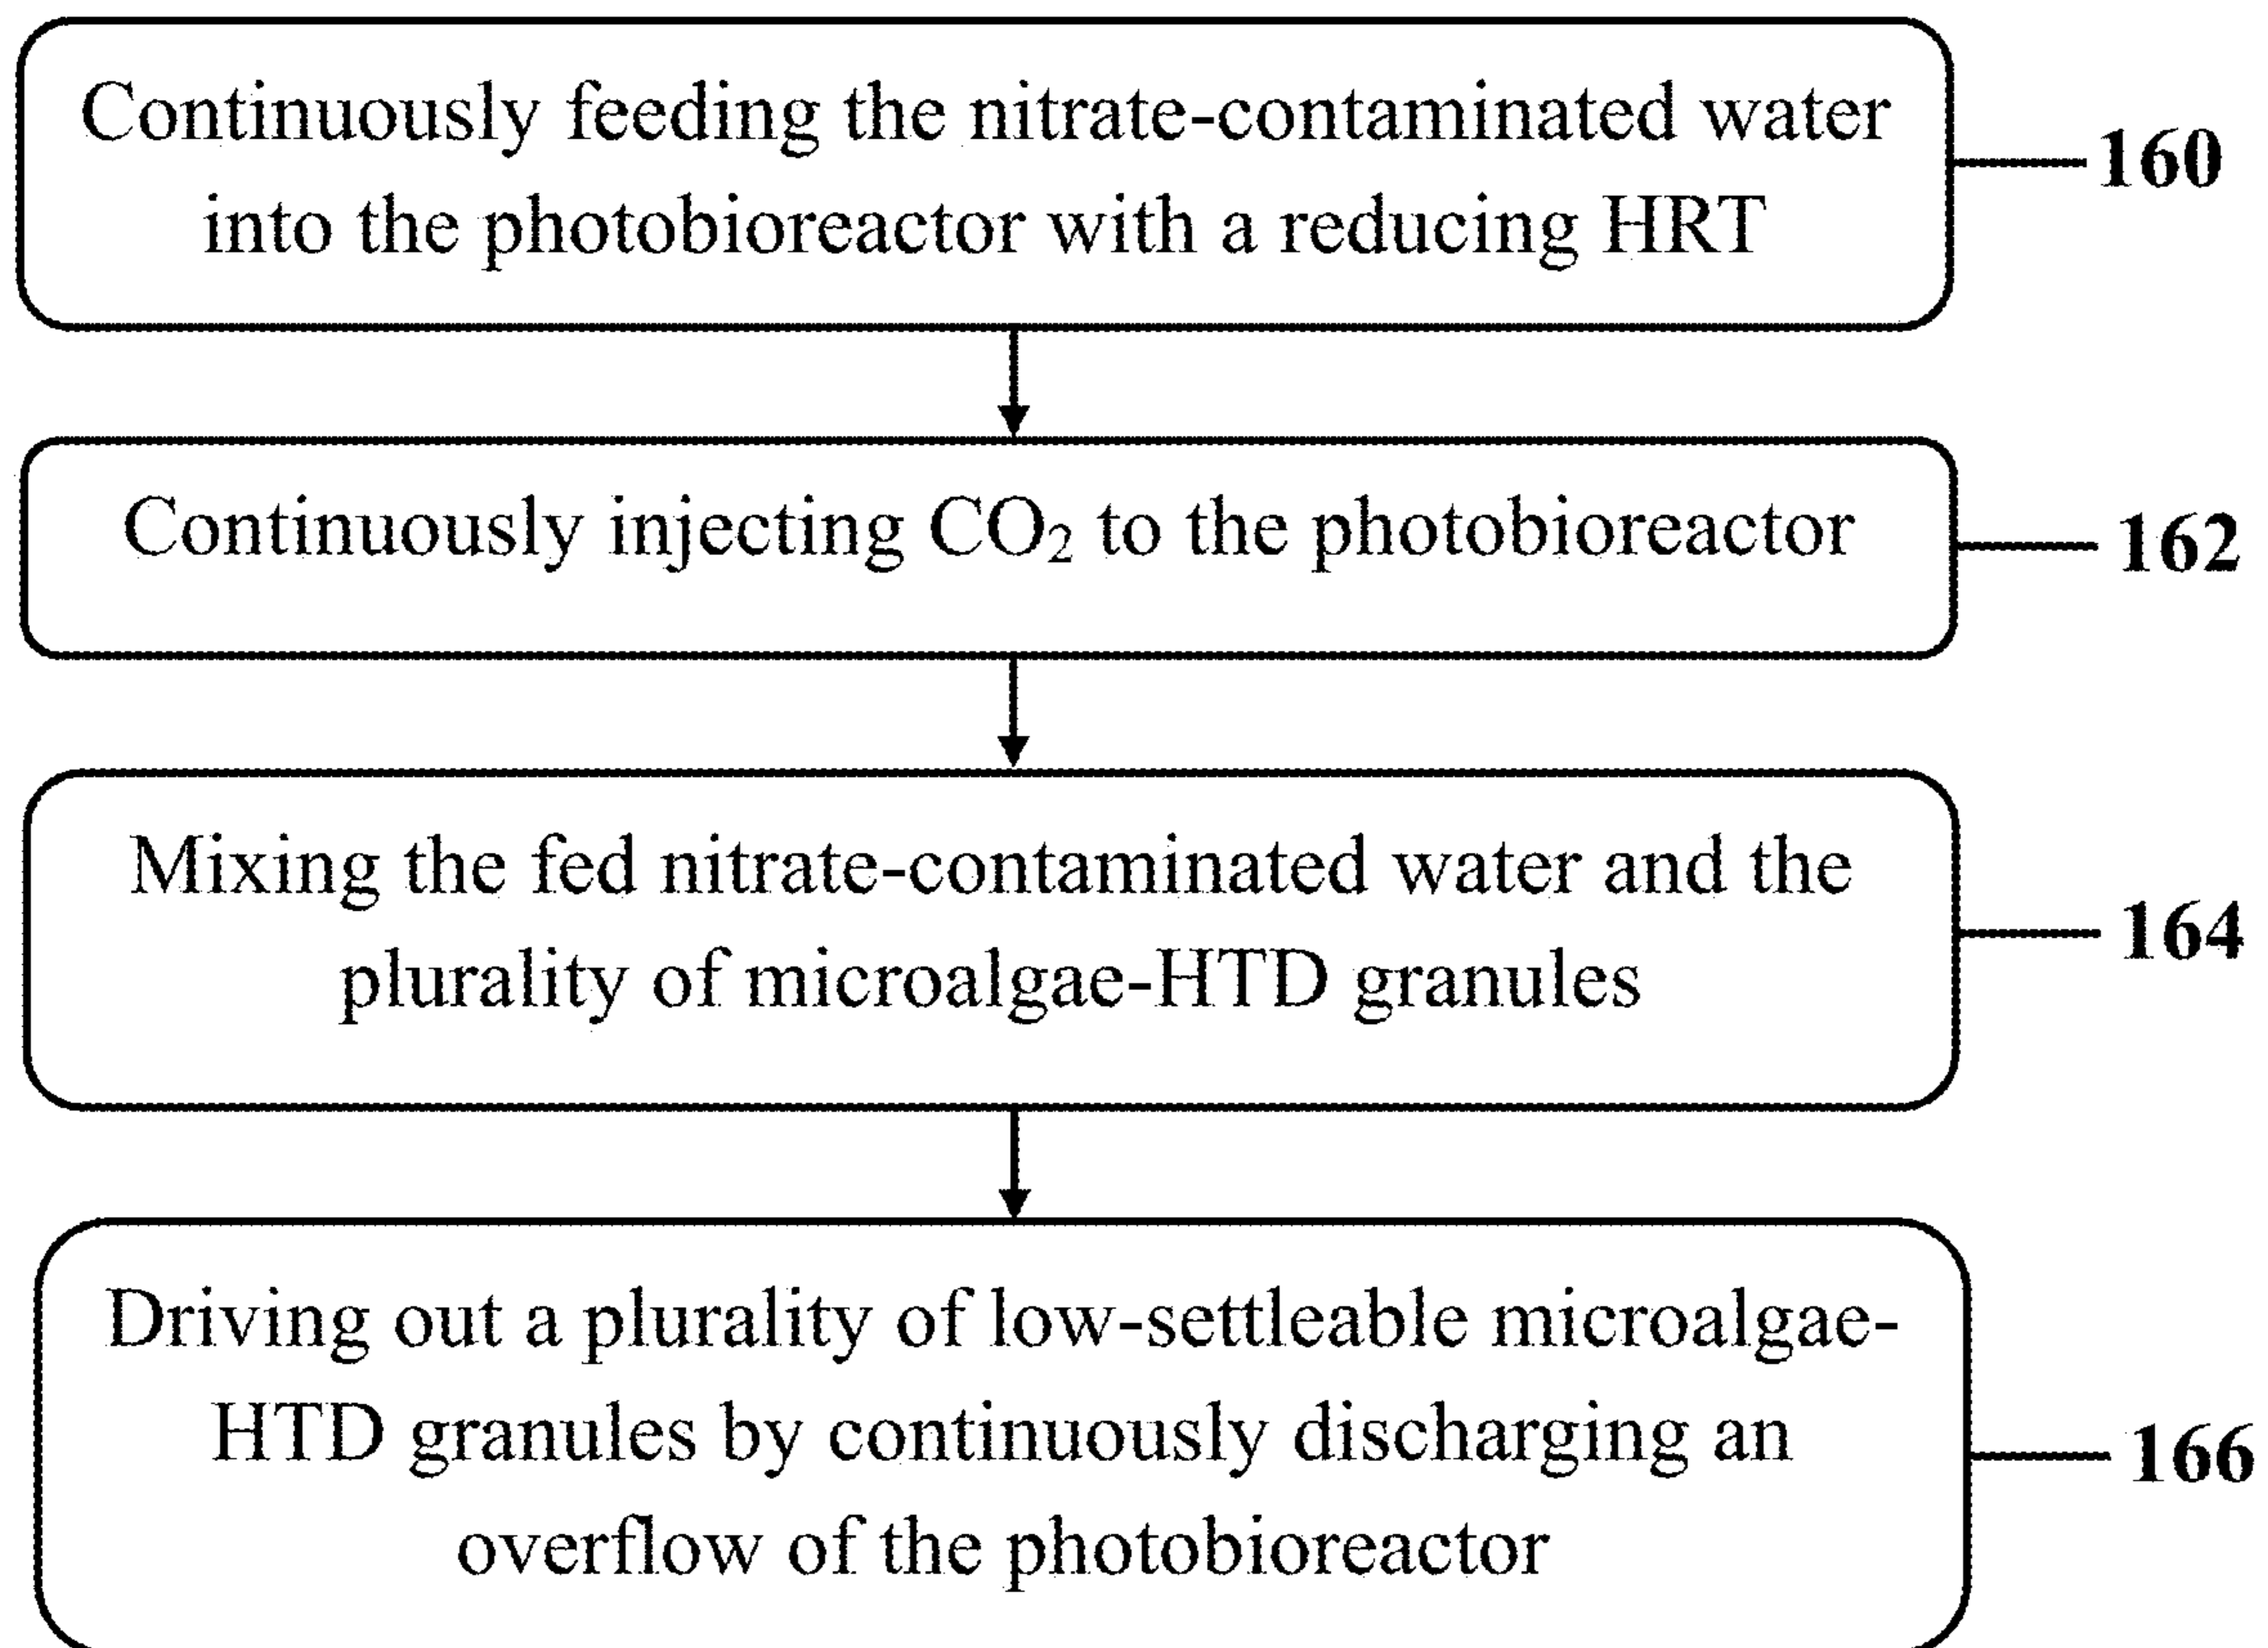 Continuously feeding the nitrate-contaminated water
into the photobioreactor with a reducing HRT
160
Continuously injecting CO₂ to the photobioreactor
162
Mixing the fed nitrate-contaminated water and the
plurality of microalgae-HTD granules
164
Driving out a plurality of low-settleable microalgae-
HTD granules by continuously discharging an
overflow of the photobioreactor
166